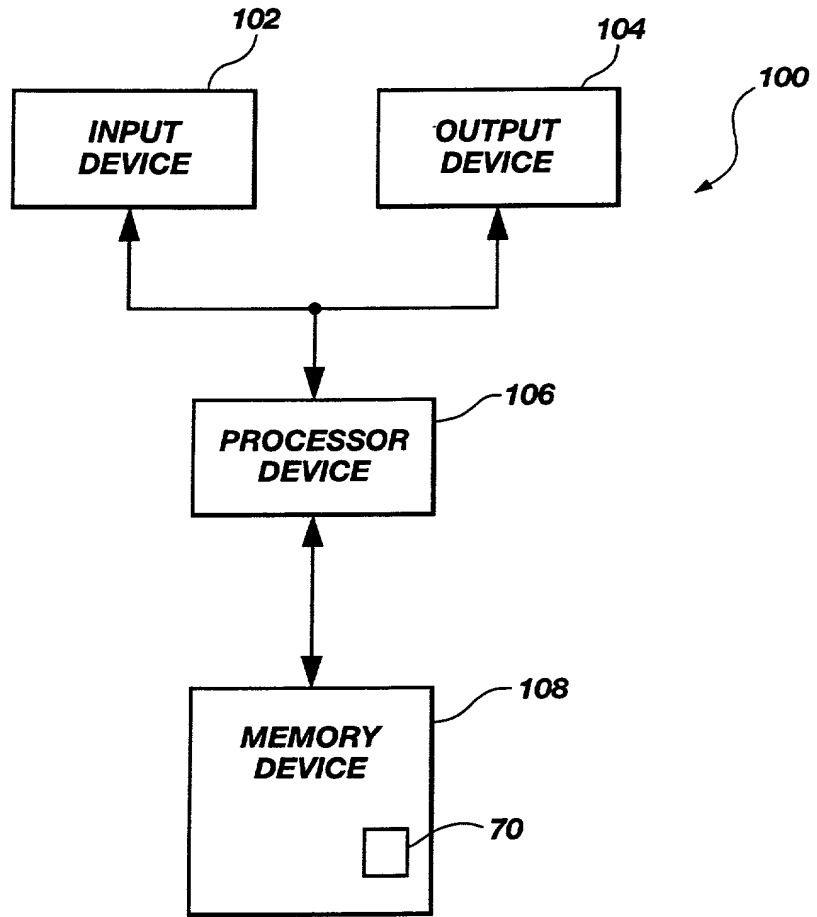 102
104
100
INPUT
DEVICE
OUTPUT
DEVICE
106
PROCESSOR
DEVICE
108
MEMORY
DEVICE
70